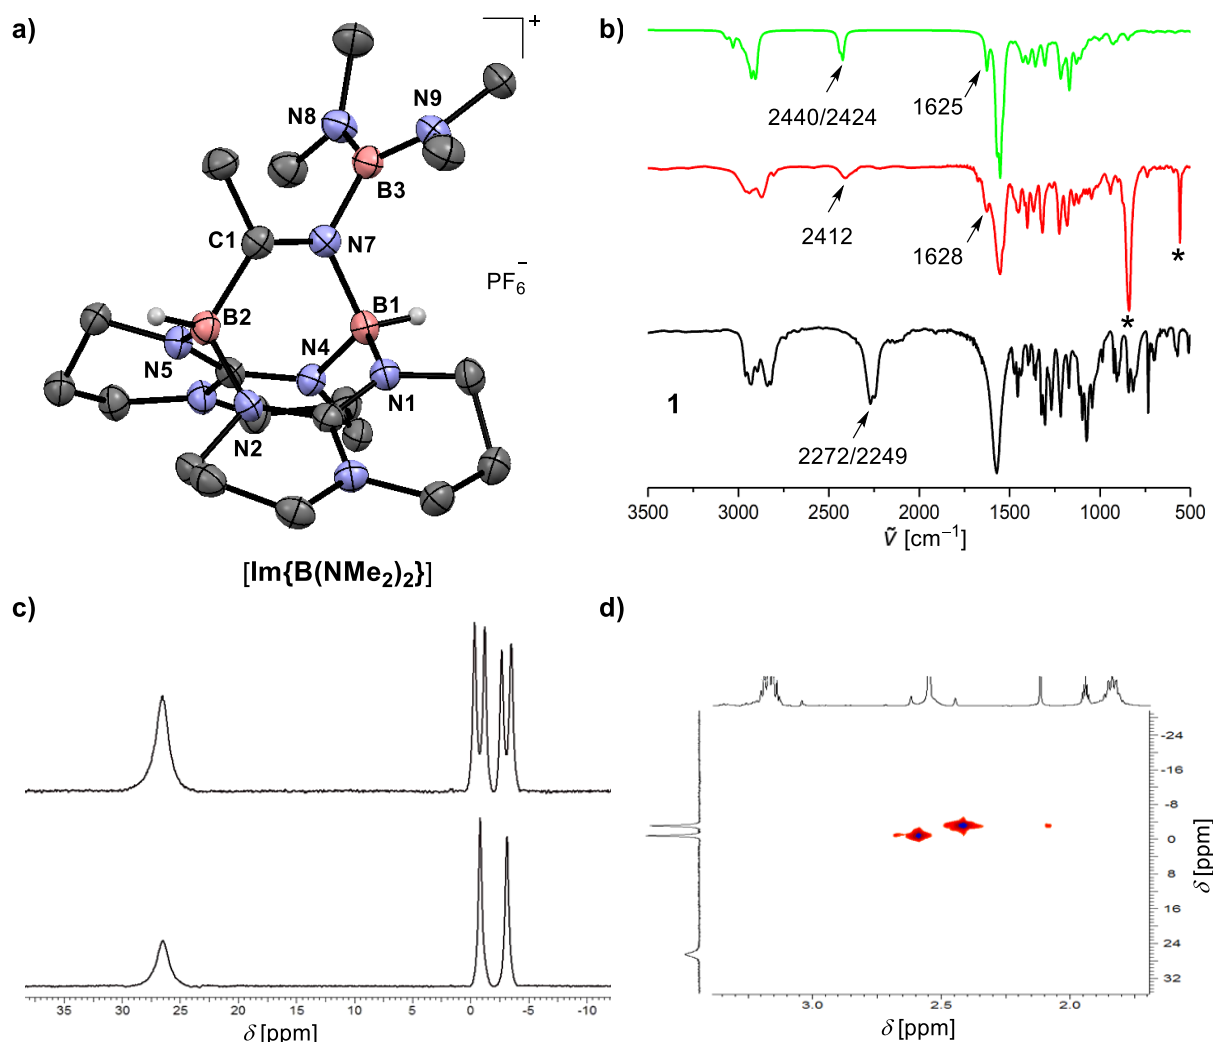 a)
+
N8
N9
B3
C1
N7
B2
B1
N5
N4
N1
N2
PF6−
[Im{B(NMe2)2}]
b)
2440/2424
1625
2412
1628
*
*
1
2272/2249
3500 3000 2500 2000 1500 1000 500
ṽ [cm−1]
c)
35 30 25 20 15 10 5 0 -5 -10
δ [ppm]
d)
-24
-16
-8
0
8
16
24
32
δ [ppm]
3.0 2.5 2.0
δ [ppm]